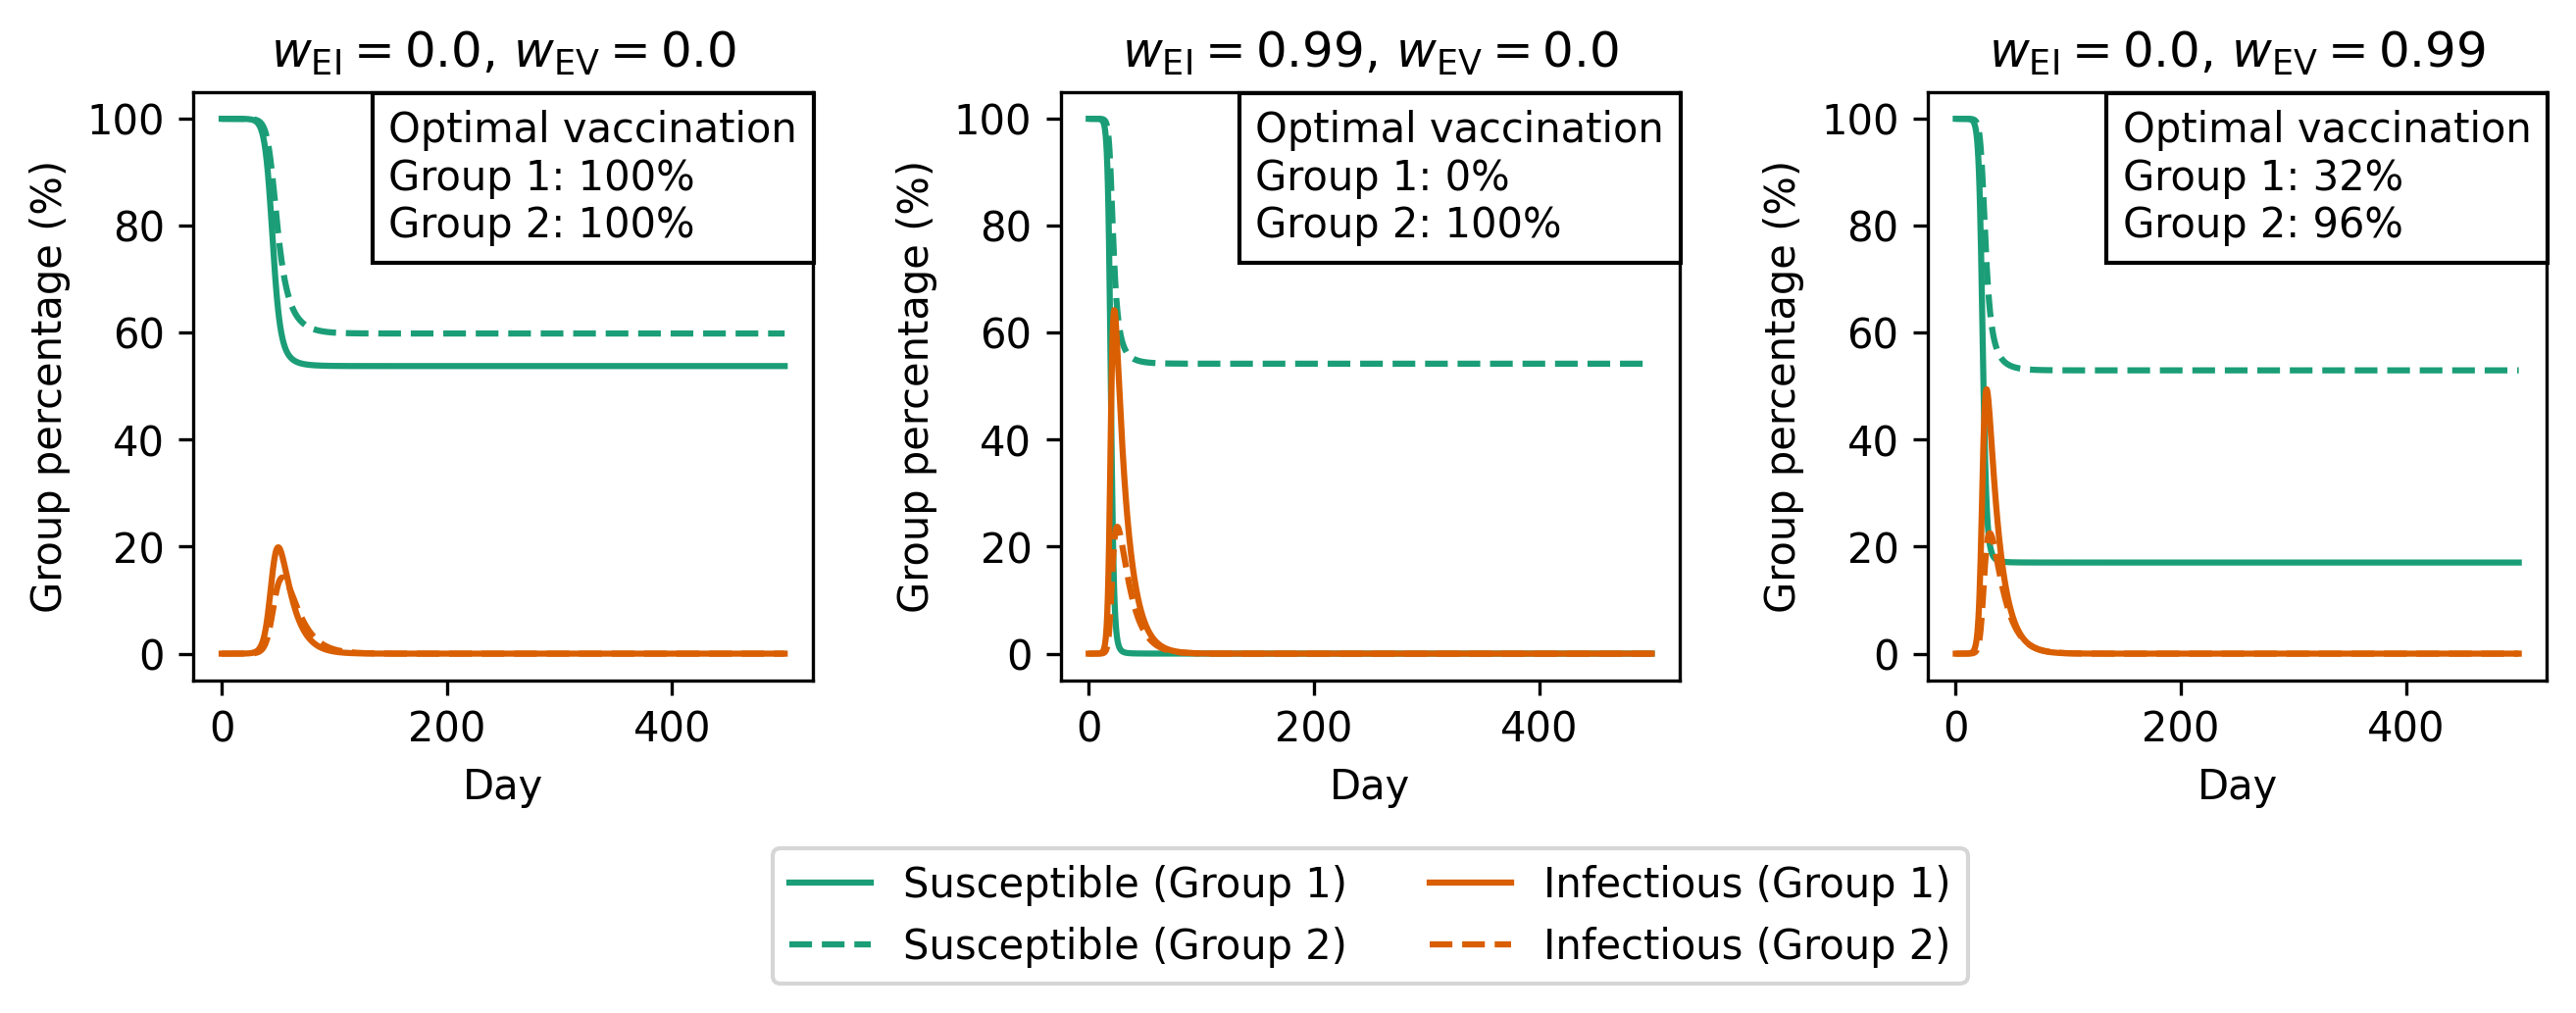 w_EI = 0.0, w_EV = 0.0
100
80
60
40
20
0
Group percentage (%)
Optimal vaccination
Group 1: 100%
Group 2: 100%
0 200 400
Day
w_EI = 0.99, w_EV = 0.0
100
80
60
40
20
0
Group percentage (%)
Optimal vaccination
Group 1: 0%
Group 2: 100%
0 200 400
Day
w_EI = 0.0, w_EV = 0.99
100
80
60
40
20
0
Group percentage (%)
Optimal vaccination
Group 1: 32%
Group 2: 96%
0 200 400
Day
Susceptible (Group 1)
Susceptible (Group 2)
Infectious (Group 1)
Infectious (Group 2)